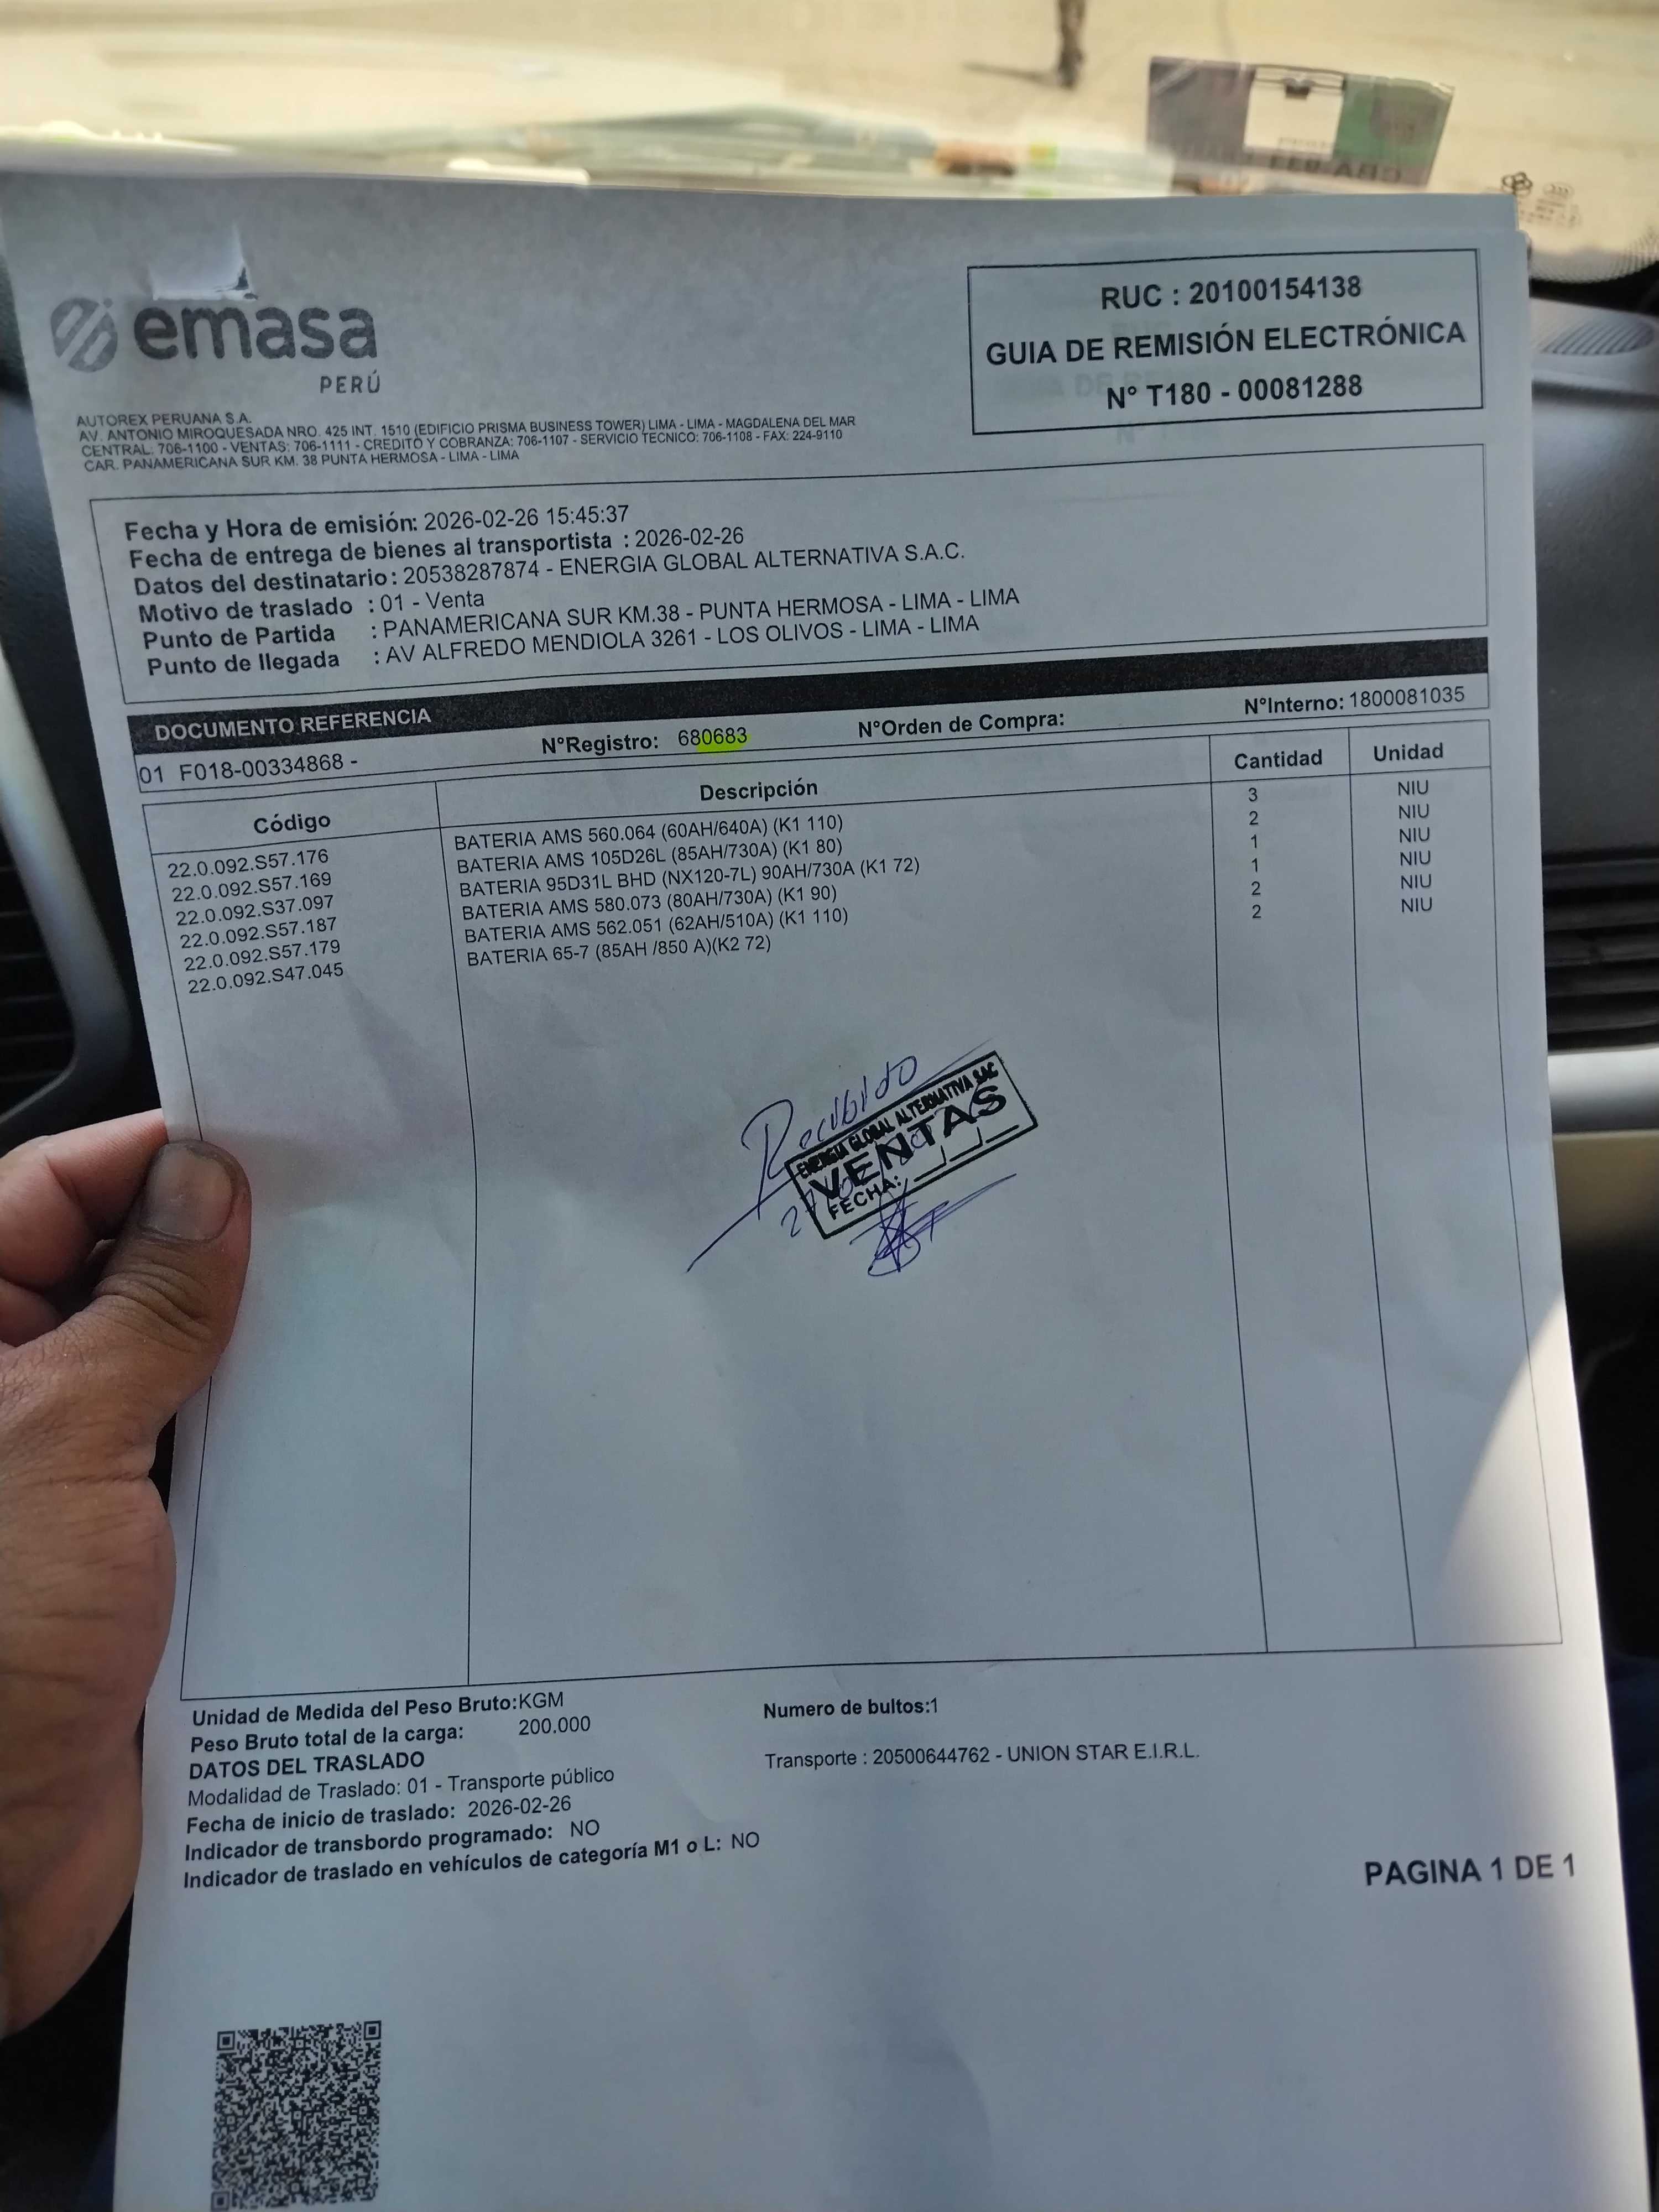 emasa
PERÚ
RUC : 20100154138
GUIA DE REMISIÓN ELECTRÓNICA
N° T180 - 00081288
AUTOREX PERUANA S.A.
AV. ANTONIO MIROQUESADA NRO. 425 INT. 1510 (EDIFICIO PRISMA BUSINESS TOWER) LIMA - LIMA - MAGDALENA DEL MAR
CENTRAL: 706-1100 - VENTAS: 706-1111 - CREDITO Y COBRANZA: 706-1107 - SERVICIO TECNICO: 706-1108 - FAX: 224-9110
CAR. PANAMERICANA SUR KM. 38 PUNTA HERMOSA - LIMA - LIMA
Fecha y Hora de emisión: 2026-02-26 15:45:37
Fecha de entrega de bienes al transportista : 2026-02-26
Datos del destinatario: 20538287874 - ENERGIA GLOBAL ALTERNATIVA S.A.C.
Motivo de traslado : 01 - Venta
Punto de Partida : PANAMERICANA SUR KM.38 - PUNTA HERMOSA - LIMA - LIMA
Punto de llegada : AV ALFREDO MENDIOLA 3261 - LOS OLIVOS - LIMA - LIMA
DOCUMENTO REFERENCIA
01 F018-00334868 - N°Registro: 680683 N°Orden de Compra: N°Interno: 1800081035
Código Descripción Cantidad Unidad
22.0.092.S57.176 BATERIA AMS 560.064 (60AH/640A) (K1 110) 3 NIU
22.0.092.S57.169 BATERIA AMS 105D26L (85AH/730A) (K1 80) 2 NIU
22.0.092.S37.097 BATERIA 95D31L BHD (NX120-7L) 90AH/730A (K1 72) 1 NIU
22.0.092.S57.187 BATERIA AMS 580.073 (80AH/730A) (K1 90) 1 NIU
22.0.092.S57.179 BATERIA AMS 562.051 (62AH/510A) (K1 110) 2 NIU
22.0.092.S47.045 BATERIA 65-7 (85AH /850 A)(K2 72) 2 NIU
Recibido
ENERGIA GLOBAL ALTERNATIVA SAC
VENTAS
FECHA:
Unidad de Medida del Peso Bruto:KGM Numero de bultos:1
Peso Bruto total de la carga: 200.000
DATOS DEL TRASLADO Transporte : 20500644762 - UNION STAR E.I.R.L.
Modalidad de Traslado: 01 - Transporte público
Fecha de inicio de traslado: 2026-02-26
Indicador de transbordo programado: NO
Indicador de traslado en vehículos de categoría M1 o L: NO
PAGINA 1 DE 1